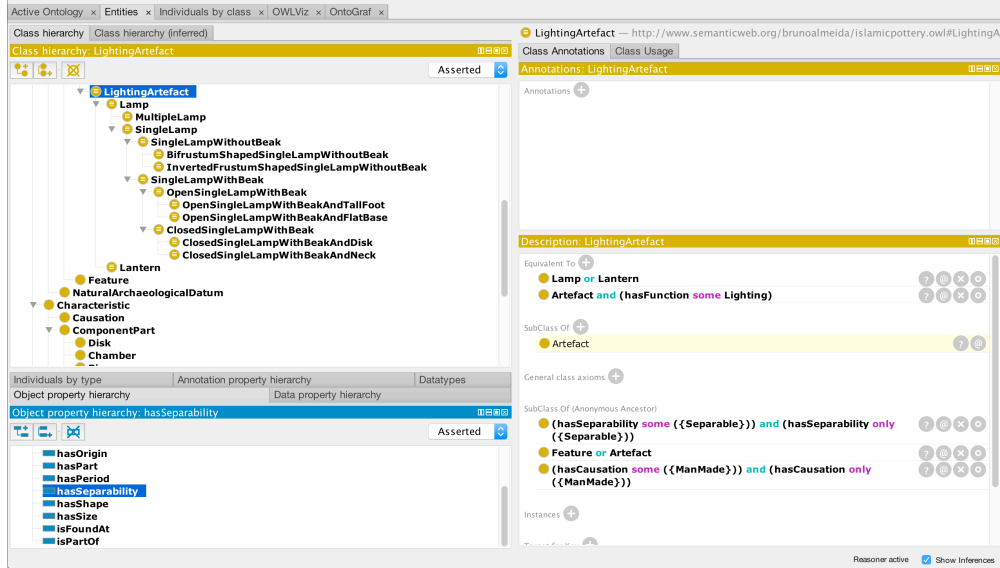 Active Ontology × Entities × Individuals by class × OWLViz × OntoGraf ×
Class hierarchy Class hierarchy (inferred)
Class hierarchy: LightingArtefact
Asserted
LightingArtefact
Lamp
MultipleLamp
SingleLamp
SingleLampWithoutBeak
BifrustumShapedSingleLampWithoutBeak
InvertedFrustumShapedSingleLampWithoutBeak
SingleLampWithBeak
OpenSingleLampWithBeak
OpenSingleLampWithBeakAndTallFoot
OpenSingleLampWithBeakAndFlatBase
ClosedSingleLampWithBeak
ClosedSingleLampWithBeakAndDisk
ClosedSingleLampWithBeakAndNeck
Lantern
Feature
NaturalArchaeologicalDatum
Characteristic
Causation
ComponentPart
Disk
Chamber
Individuals by type Annotation property hierarchy Datatypes
Object property hierarchy Data property hierarchy
Object property hierarchy: hasSeparability
Asserted
hasOrigin
hasPart
hasPeriod
hasSeparability
hasShape
hasSize
isFoundAt
isPartOf
LightingArtefact — http://www.semanticweb.org/brunoalmeida/islamicpottery.owl#LightingA
Class Annotations Class Usage
Annotations: LightingArtefact
Annotations
Description: LightingArtefact
Equivalent To
Lamp or Lantern
Artefact and (hasFunction some Lighting)
SubClass Of
Artefact
General class axioms
SubClass Of (Anonymous Ancestor)
(hasSeparability some ({Separable})) and (hasSeparability only
({Separable}))
Feature or Artefact
(hasCausation some ({ManMade})) and (hasCausation only
({ManMade}))
Instances
Reasoner active Show Inferences